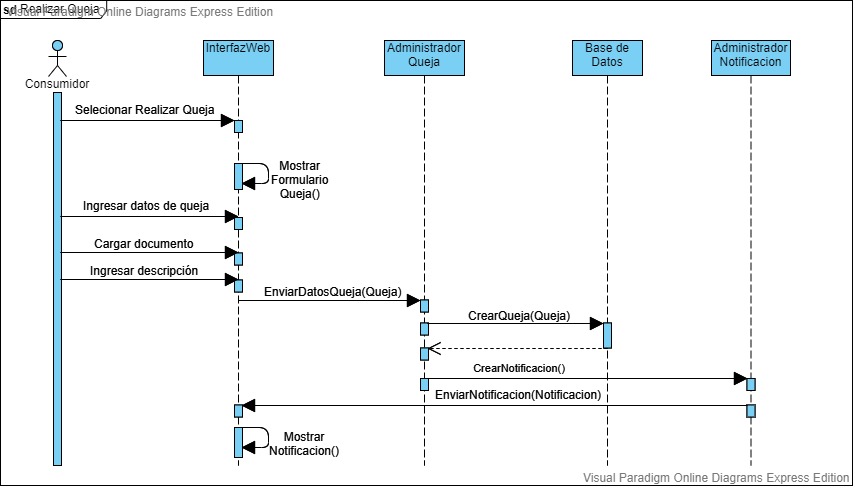 sd Realizar Queja
Visual Paradigm Online Diagrams Express Edition
InterfazWeb
Administrador
Queja
Base de
Datos
Administrador
Notificacion
Consumidor
Selecionar Realizar Queja
Mostrar
Formulario
Queja()
Ingresar datos de queja
Cargar documento
Ingresar descripción
EnviarDatosQueja(Queja)
CrearQueja(Queja)
CrearNotificacion()
EnviarNotificacion(Notificacion)
Mostrar
Notificacion()
Visual Paradigm Online Diagrams Express Edition